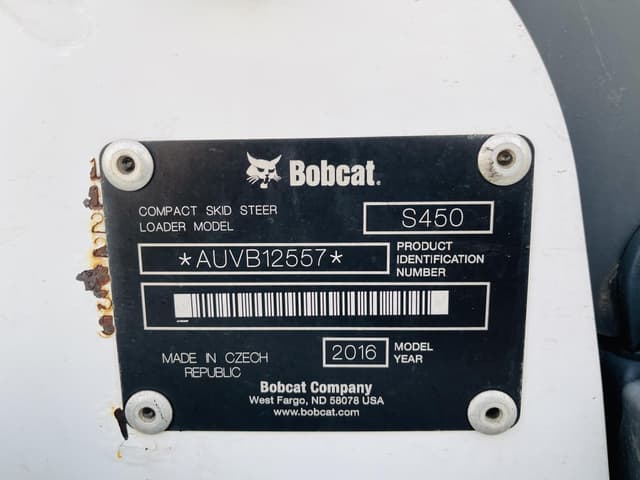 Bobcat.
COMPACT SKID STEER
LOADER MODEL
S450
*AUVB12557*
PRODUCT
IDENTIFICATION
NUMBER
MADE IN CZECH
REPUBLIC
2016
MODEL
YEAR
Bobcat Company
West Fargo, ND 58078 USA
www.bobcat.com